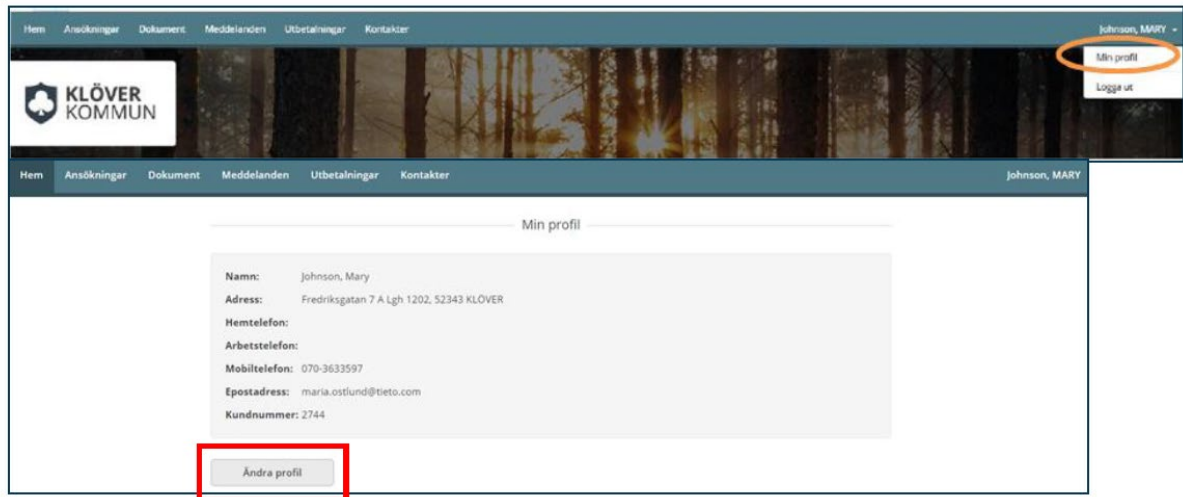 Hem Ansökningar Dokument Meddelanden Utbetalningar Kontakter Johnson, MARY
Min profil
Logga ut
KLÖVER
KOMMUN
Hem Ansökningar Dokument Meddelanden Utbetalningar Kontakter Johnson, MARY
Min profil
Namn: Johnson, Mary
Adress: Fredriksgatan 7 A Lgh 1202, 52343 KLÖVER
Hemtelefon:
Arbetstelefon:
Mobiltelefon: 070-3633597
Epostadress: maria.ostlund@tieto.com
Kundnummer: 2744
Ändra profil